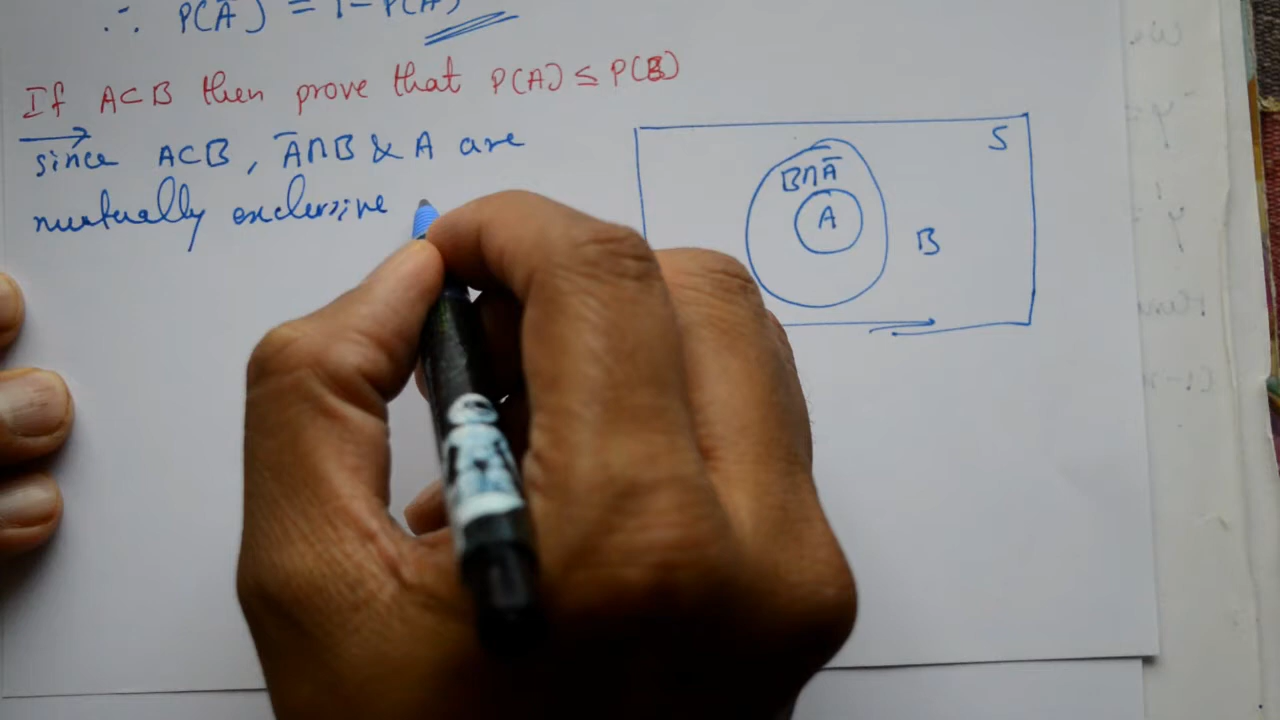 ∴ P(Ā) = 1 - P(A)
If A⊂B then prove that P(A) ≤ P(B)
since A⊂B, Ā∩B & A are
mutually exclusive
S
B∩Ā
A
B